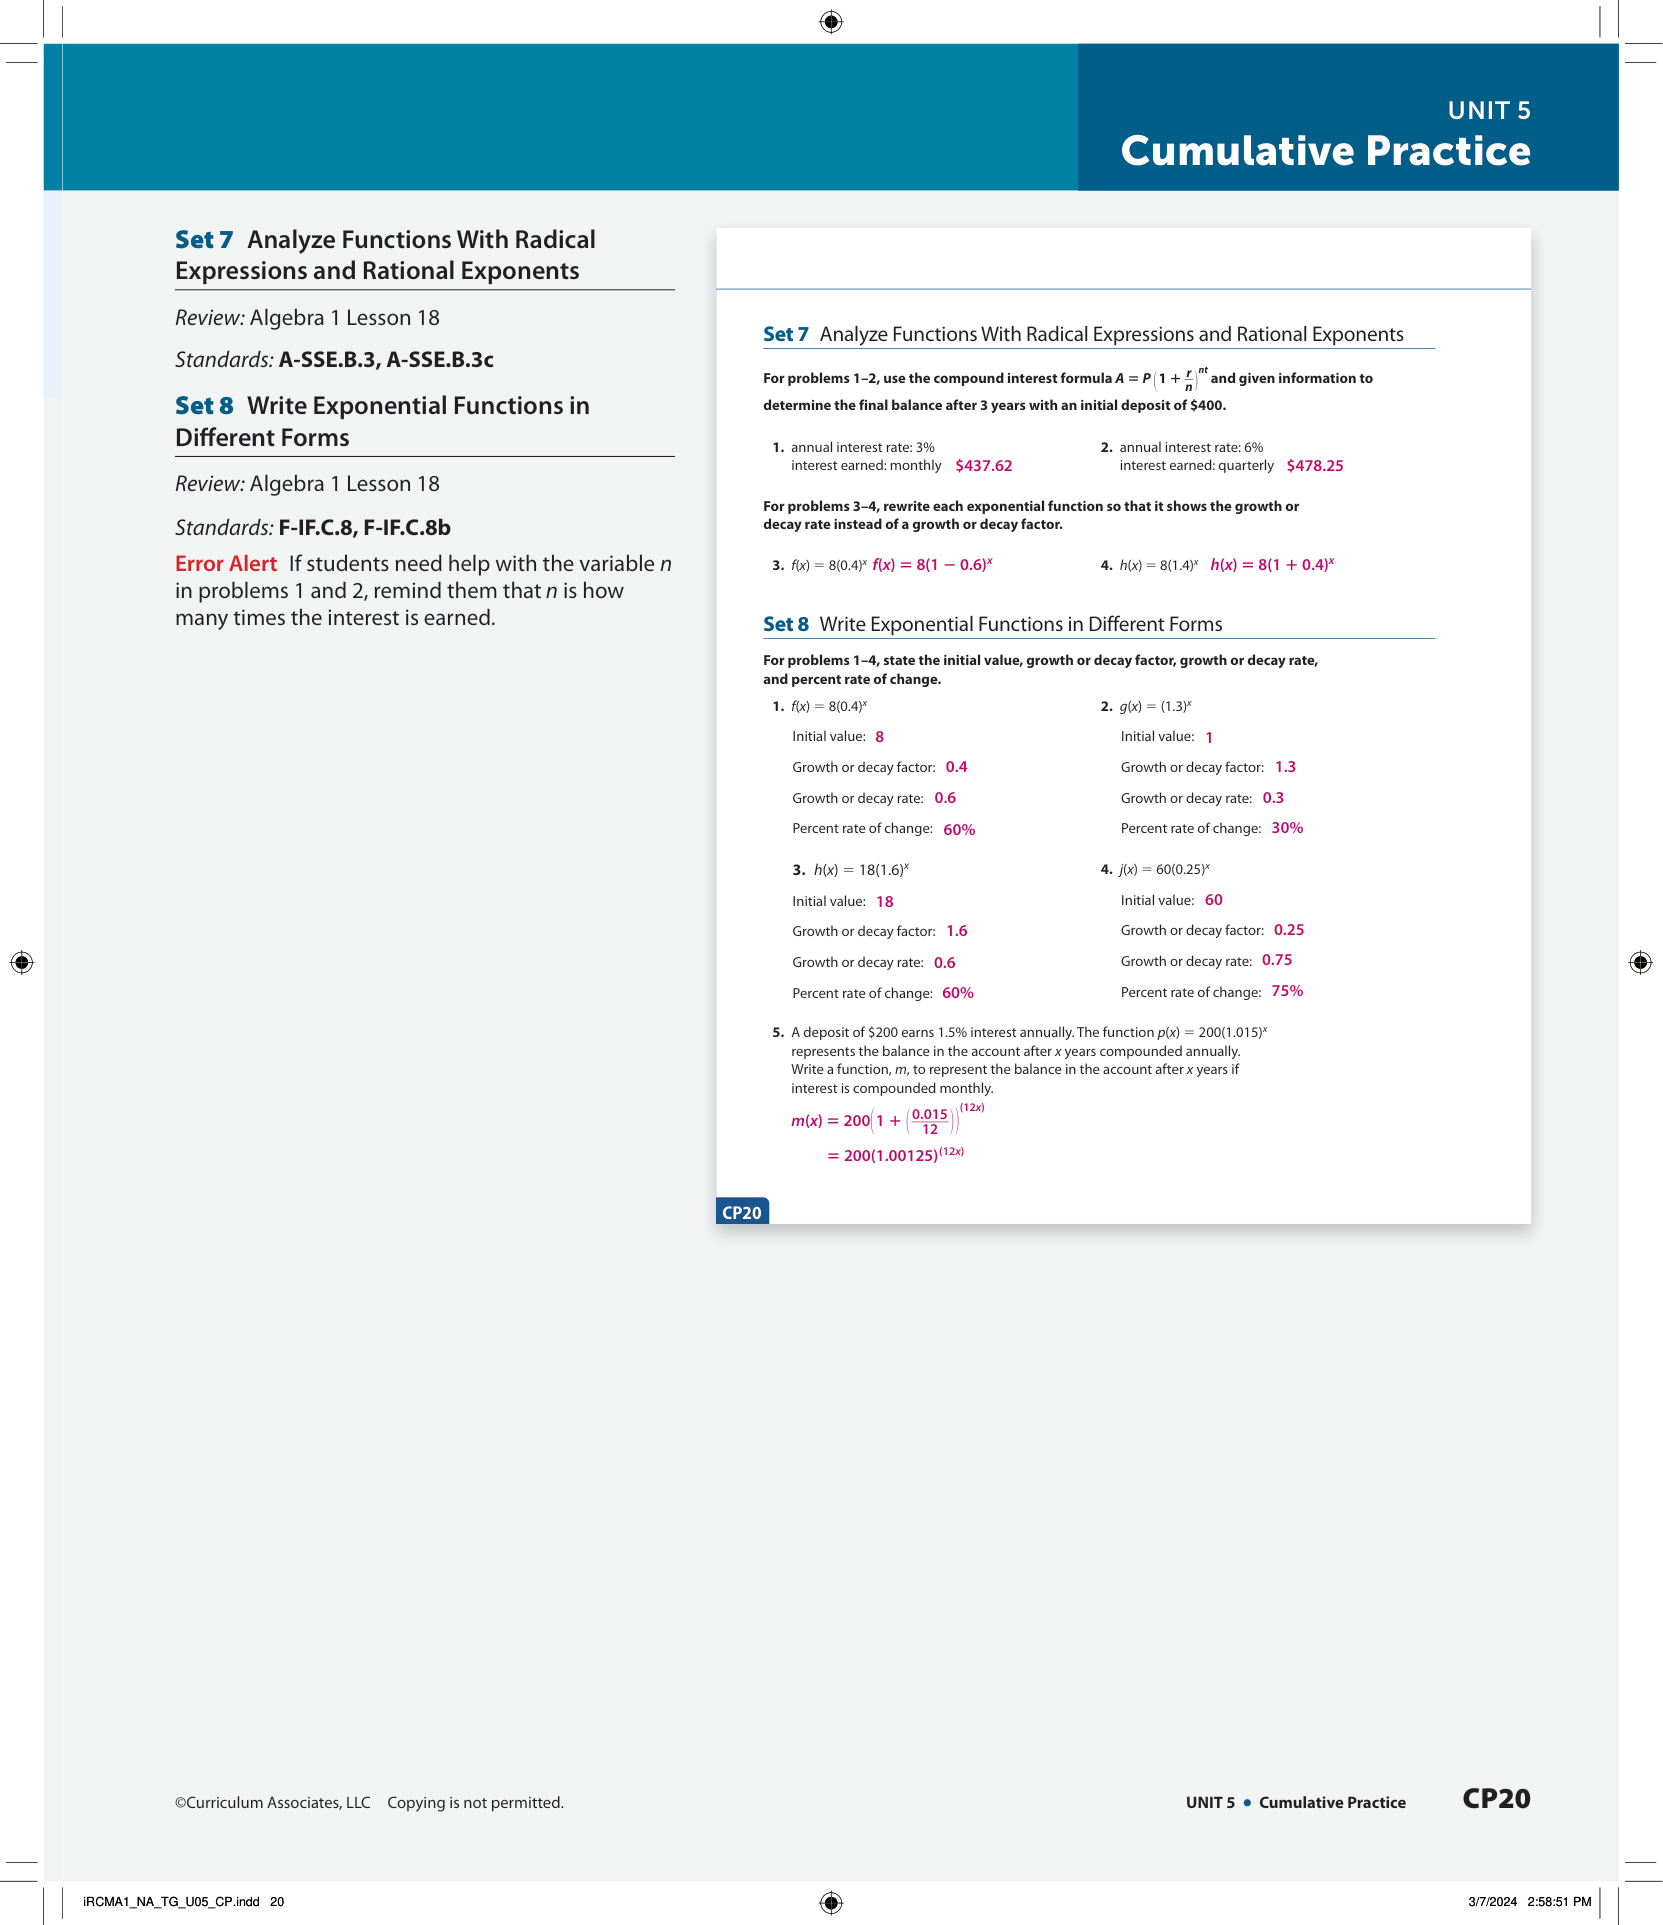 UNIT 5
Cumulative Practice
Set 7 Analyze Functions With Radical
Expressions and Rational Exponents
Review: Algebra 1 Lesson 18
Standards: A-SSE.B.3, A-SSE.B.3c
Set 8 Write Exponential Functions in
Different Forms
Review: Algebra 1 Lesson 18
Standards: F-IF.C.8, F-IF.C.8b
Error Alert If students need help with the variable n
in problems 1 and 2, remind them that n is how
many times the interest is earned.
Set 7 Analyze Functions With Radical Expressions and Rational Exponents
For problems 1–2, use the compound interest formula A = P(1 + r/n)^nt and given information to
determine the final balance after 3 years with an initial deposit of $400.
1. annual interest rate: 3%
interest earned: monthly $437.62
2. annual interest rate: 6%
interest earned: quarterly $478.25
For problems 3–4, rewrite each exponential function so that it shows the growth or
decay rate instead of a growth or decay factor.
3. f(x) = 8(0.4)^x f(x) = 8(1 − 0.6)^x
4. h(x) = 8(1.4)^x h(x) = 8(1 + 0.4)^x
Set 8 Write Exponential Functions in Different Forms
For problems 1–4, state the initial value, growth or decay factor, growth or decay rate,
and percent rate of change.
1. f(x) = 8(0.4)^x
Initial value: 8
Growth or decay factor: 0.4
Growth or decay rate: 0.6
Percent rate of change: 60%
2. g(x) = (1.3)^x
Initial value: 1
Growth or decay factor: 1.3
Growth or decay rate: 0.3
Percent rate of change: 30%
3. h(x) = 18(1.6)^x
Initial value: 18
Growth or decay factor: 1.6
Growth or decay rate: 0.6
Percent rate of change: 60%
4. j(x) = 60(0.25)^x
Initial value: 60
Growth or decay factor: 0.25
Growth or decay rate: 0.75
Percent rate of change: 75%
5. A deposit of $200 earns 1.5% interest annually. The function p(x) = 200(1.015)^x
represents the balance in the account after x years compounded annually.
Write a function, m, to represent the balance in the account after x years if
interest is compounded monthly.
m(x) = 200(1 + (0.015/12))^(12x)
= 200(1.00125)^(12x)
CP20
©Curriculum Associates, LLC Copying is not permitted.
UNIT 5 • Cumulative Practice CP20
iRCMA1_NA_TG_U05_CP.indd 20
3/7/2024 2:58:51 PM